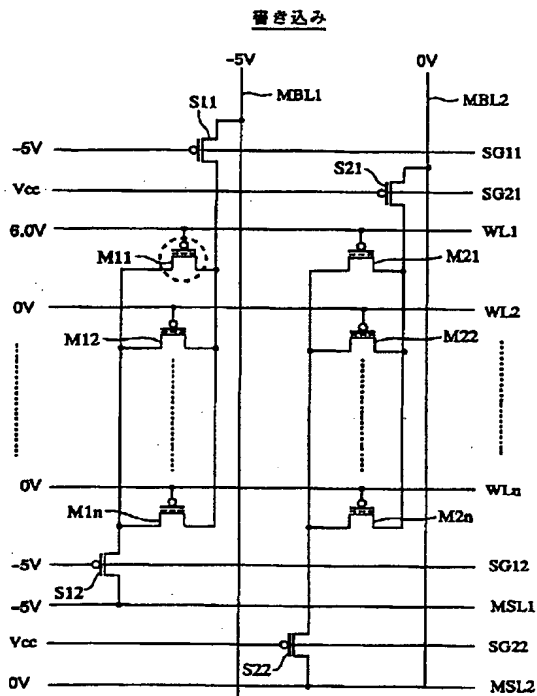 書き込み
-5V
0V
MBL1
MBL2
S11
-5V
SG11
S21
Vcc
SG21
6.0V
WL1
M11
M21
0V
WL2
M12
M22
0V
WLn
M1n
M2n
-5V
SG12
S12
-5V
MSL1
Vcc
SG22
S22
0V
MSL2